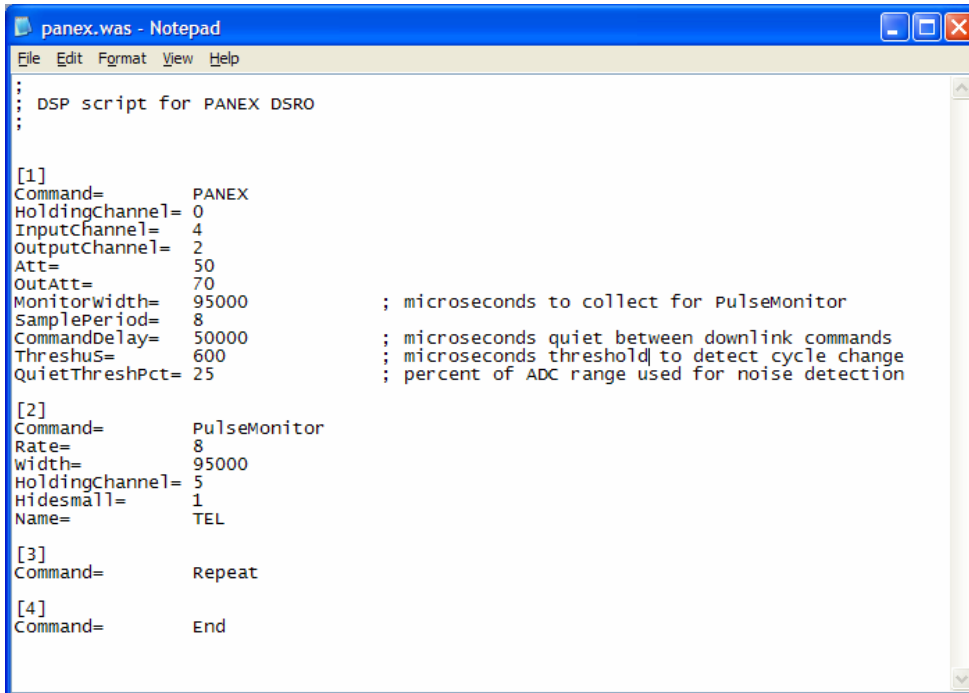 panex.was - Notepad
File Edit Format View Help
;
; DSP script for PANEX DSRO
;
[1]
Command= PANEX
HoldingChannel= 0
InputChannel= 4
OutputChannel= 2
Att= 50
OutAtt= 70
MonitorWidth= 95000 ; microseconds to collect for PulseMonitor
SamplePeriod= 8
CommandDelay= 50000 ; microseconds quiet between downlink commands
ThreshuS= 600 ; microseconds threshold to detect cycle change
QuietThreshPct= 25 ; percent of ADC range used for noise detection
[2]
Command= PulseMonitor
Rate= 8
Width= 95000
HoldingChannel= 5
Hidesmall= 1
Name= TEL
[3]
Command= Repeat
[4]
Command= End